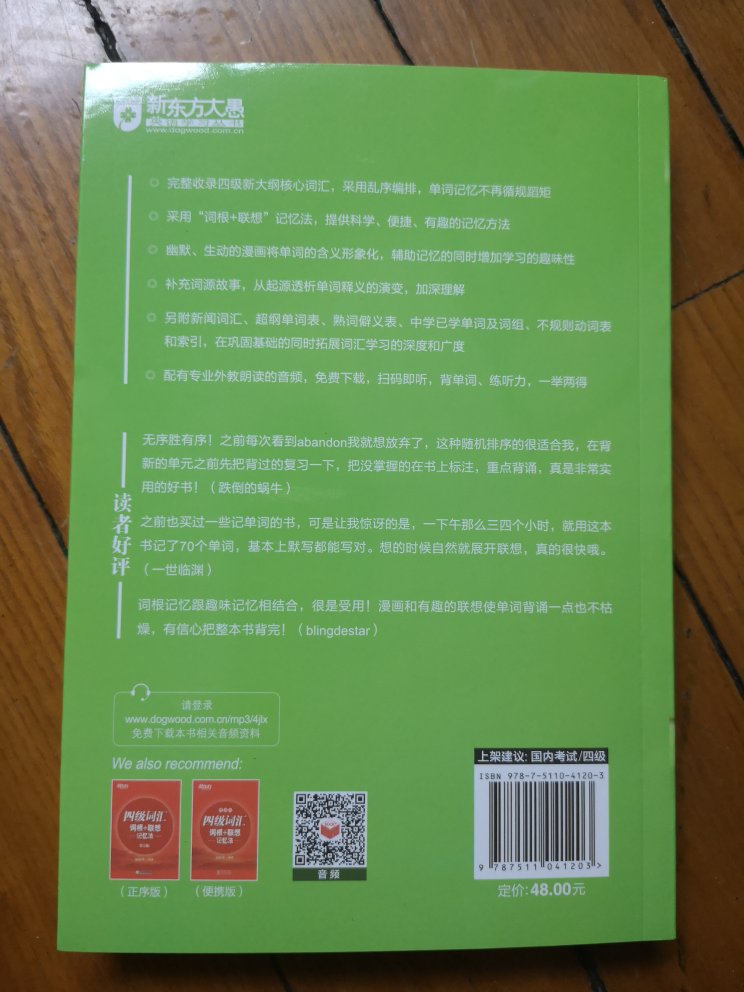 新东方大愚
英语学习丛书
www.dogwood.com.cn
完整收录四级新大纲核心词汇，采用乱序编排，单词记忆不再循规蹈矩
采用“词根+联想”记忆法，提供科学、便捷、有趣的记忆方法
幽默、生动的漫画将单词的含义形象化，辅助记忆的同时增加学习的趣味性
补充词源故事，从起源透析单词释义的演变，加深理解
另附新闻词汇、超纲单词表、熟词僻义表、中学已学单词及词组、不规则动词表
和索引，在巩固基础的同时拓展词汇学习的深度和广度
配有专业外教朗读的音频，免费下载，扫码即听，背单词、练听力，一举两得
读者好评
无序胜有序！之前每次看到abandon我就想放弃了，这种随机排序的很适合我，在背
新的单元之前先把背过的复习一下，把没掌握的在书上标注，重点背诵，真是非常实
用的好书！（跌倒的蜗牛）
之前也买过一些记单词的书，可是让我惊讶的是，一下午那么三四个小时，就用这本
书记了70个单词，基本上默写都能写对。想的时候自然就展开联想，真的很快哦。
（一世临渊）
词根记忆跟趣味记忆相结合，很是受用！漫画和有趣的联想使单词背诵一点也不枯
燥，有信心把整本书背完！（blingdestar）
请登录
www.dogwood.com.cn/mp3/4jlx
免费下载本书相关音频资料
We also recommend:
四级词汇
词根+联想
记忆法
（正序版）
四级词汇
词根+联想
记忆法
（便携版）
音频
上架建议：国内考试/四级
ISBN 978-7-5110-4120-3
9 787511 041203 >
定价：48.00元